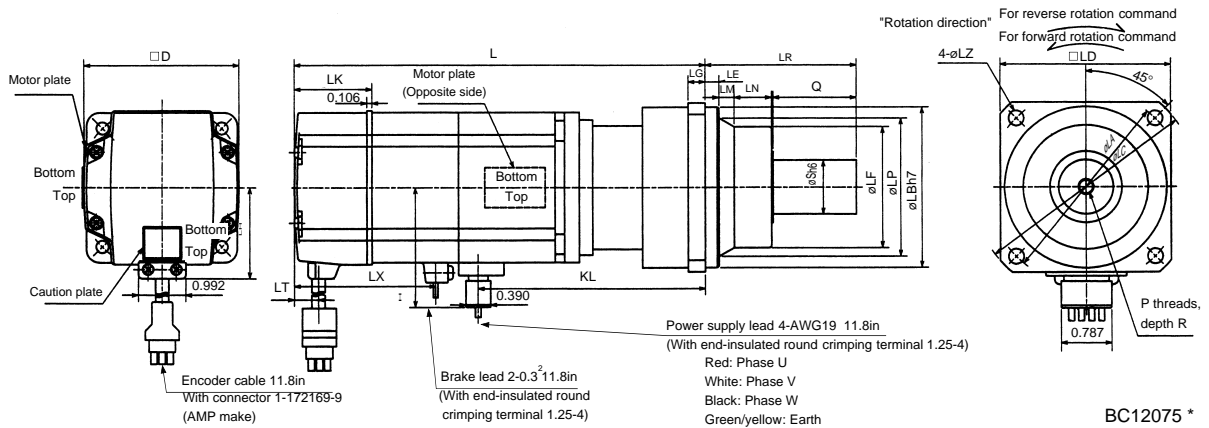 "Rotation direction"
For reverse rotation command
For forward rotation command
□D
L
LR
4-øLZ
□LD
Motor plate
LK
Motor plate
(Opposite side)
LG
LE
LM
LN
Q
45°
0.106
Bottom
Top
Bottom
Top
Bottom
Top
øSh6
øLF
øLP
øLBh7
øLA
øLC
Caution plate
0.992
LT
LX
KL
0.390
P threads,
depth R
0.787
Encoder cable 11.8in
With connector 1-172169-9
(AMP make)
Brake lead 2-0.3² 11.8in
(With end-insulated round
crimping terminal 1.25-4)
Power supply lead 4-AWG19 11.8in
(With end-insulated round crimping terminal 1.25-4)
Red: Phase U
White: Phase V
Black: Phase W
Green/yellow: Earth
BC12075 *